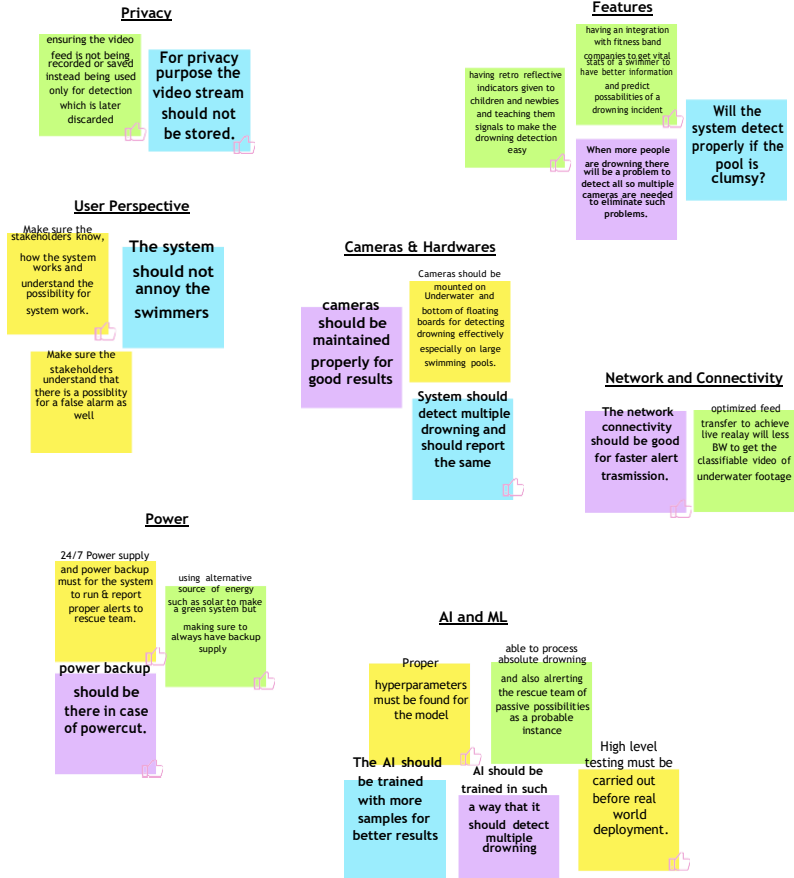 Privacy
ensuring the video
feed is not being
recorded or saved
instead being used
only for detection
which is later
discarded
For privacy
purpose the
video stream
should not
be stored.
Features
having retro reflective
indicators given to
children and newbies
and teaching them
signals to make the
drowning detection
easy
having an integration
with fitness band
companies to get vital
stats of a swimmer to
have better information
and predict
possabilities of a
drowning incident
When more people
are drowning there
will be a problem to
detect all so multiple
cameras are needed
to eliminate such
problems.
Will the
system detect
properly if the
pool is
clumsy?
User Perspective
Make sure the
stakeholders know,
how the system
works and
understand the
possibility for
system work.
The system
should not
annoy the
swimmers
Make sure the
stakeholders
understand that
there is a possiblity
for a false alarm as
well
Cameras & Hardwares
cameras
should be
maintained
properly for
good results
Cameras should be
mounted on
Underwater and
bottom of floating
boards for detecting
drowning effectively
especially on large
swimming pools.
System should
detect multiple
drowning and
should report
the same
Network and Connectivity
The network
connectivity
should be good
for faster alert
trasmission.
optimized feed
transfer to achieve
live realay will less
BW to get the
classifiable video of
underwater footage
Power
24/7 Power supply
and power backup
must for the system
to run & report
proper alerts to
rescue team.
using alternative
source of energy
such as solar to make
a green system but
making sure to
always have backup
supply
power backup
should be
there in case
of powercut.
AI and ML
Proper
hyperparameters
must be found for
the model
able to process
absolute drowning
and also alrerting
the rescue team of
passive possibilities
as a probable
instance
The AI should
be trained
with more
samples for
better results
AI should be
trained in such
a way that it
should detect
multiple
drowning
High level
testing must be
carried out
before real
world
deployment.